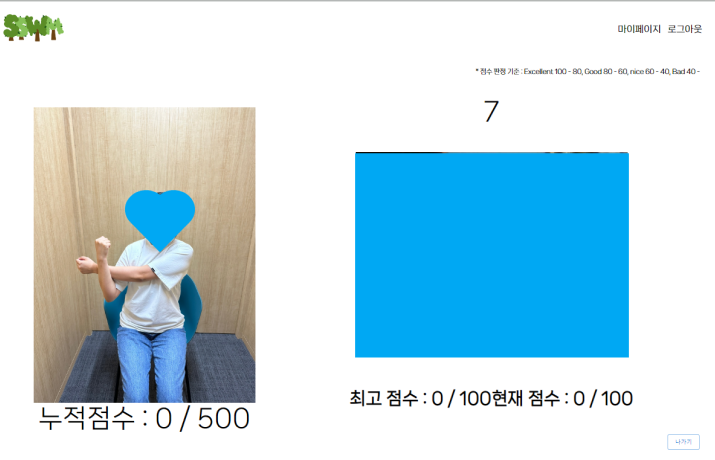 SSWM
마이페이지 로그아웃
* 점수 판정 기준 : Excellent 100 - 80, Good 80 - 60, nice 60 - 40, Bad 40 -
7
누적점수 : 0 / 500
최고 점수 : 0 / 100현재 점수 : 0 / 100
나가기